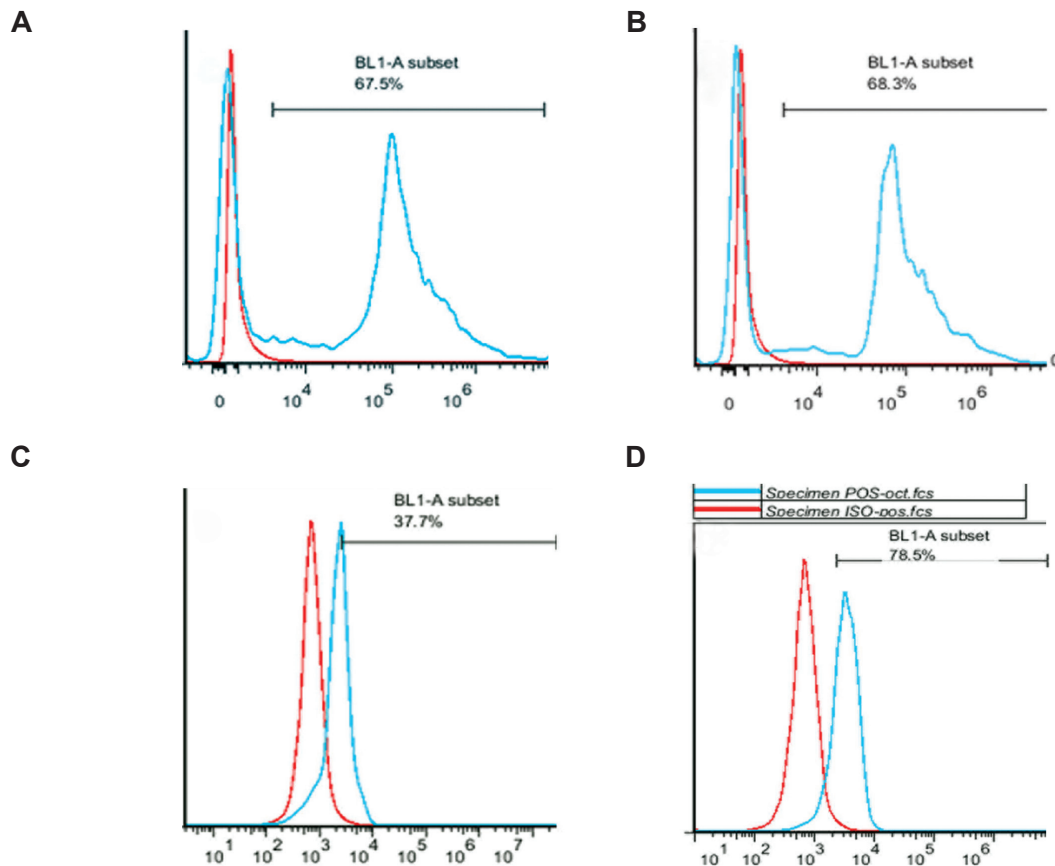 A
BL1-A subset
67.5%
0 10^4 10^5 10^6
B
BL1-A subset
68.3%
0 10^4 10^5 10^6
C
BL1-A subset
37.7%
10^1 10^2 10^3 10^4 10^5 10^6 10^7
D
Specimen POS-oct.fcs
Specimen ISO-pos.fcs
BL1-A subset
78.5%
10^1 10^2 10^3 10^4 10^5 10^6